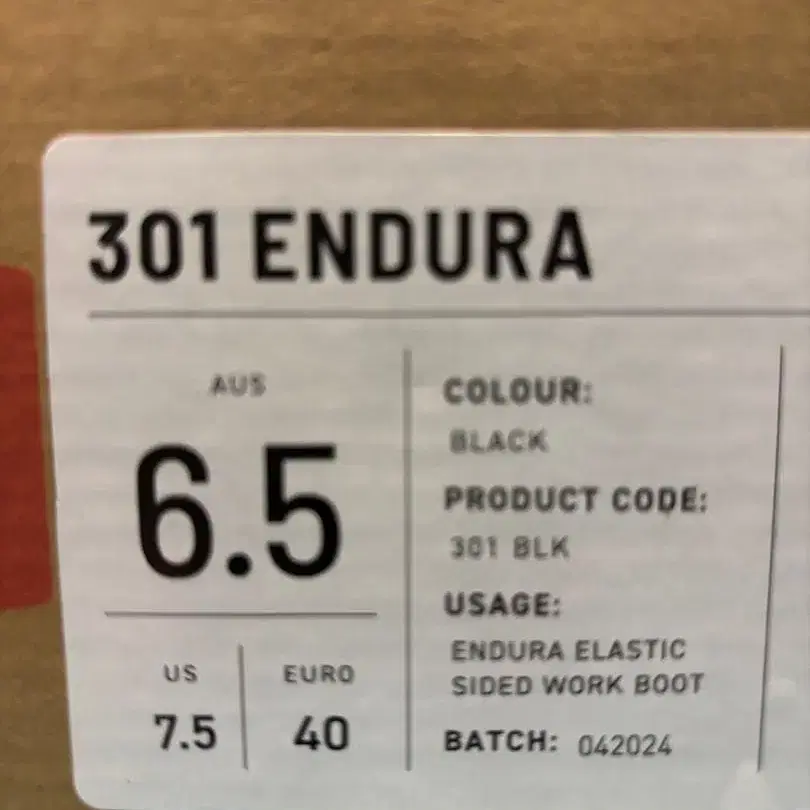 301 ENDURA
AUS
6.5
US
7.5
EURO
40
COLOUR:
BLACK
PRODUCT CODE:
301 BLK
USAGE:
ENDURA ELASTIC
SIDED WORK BOOT
BATCH: 042024